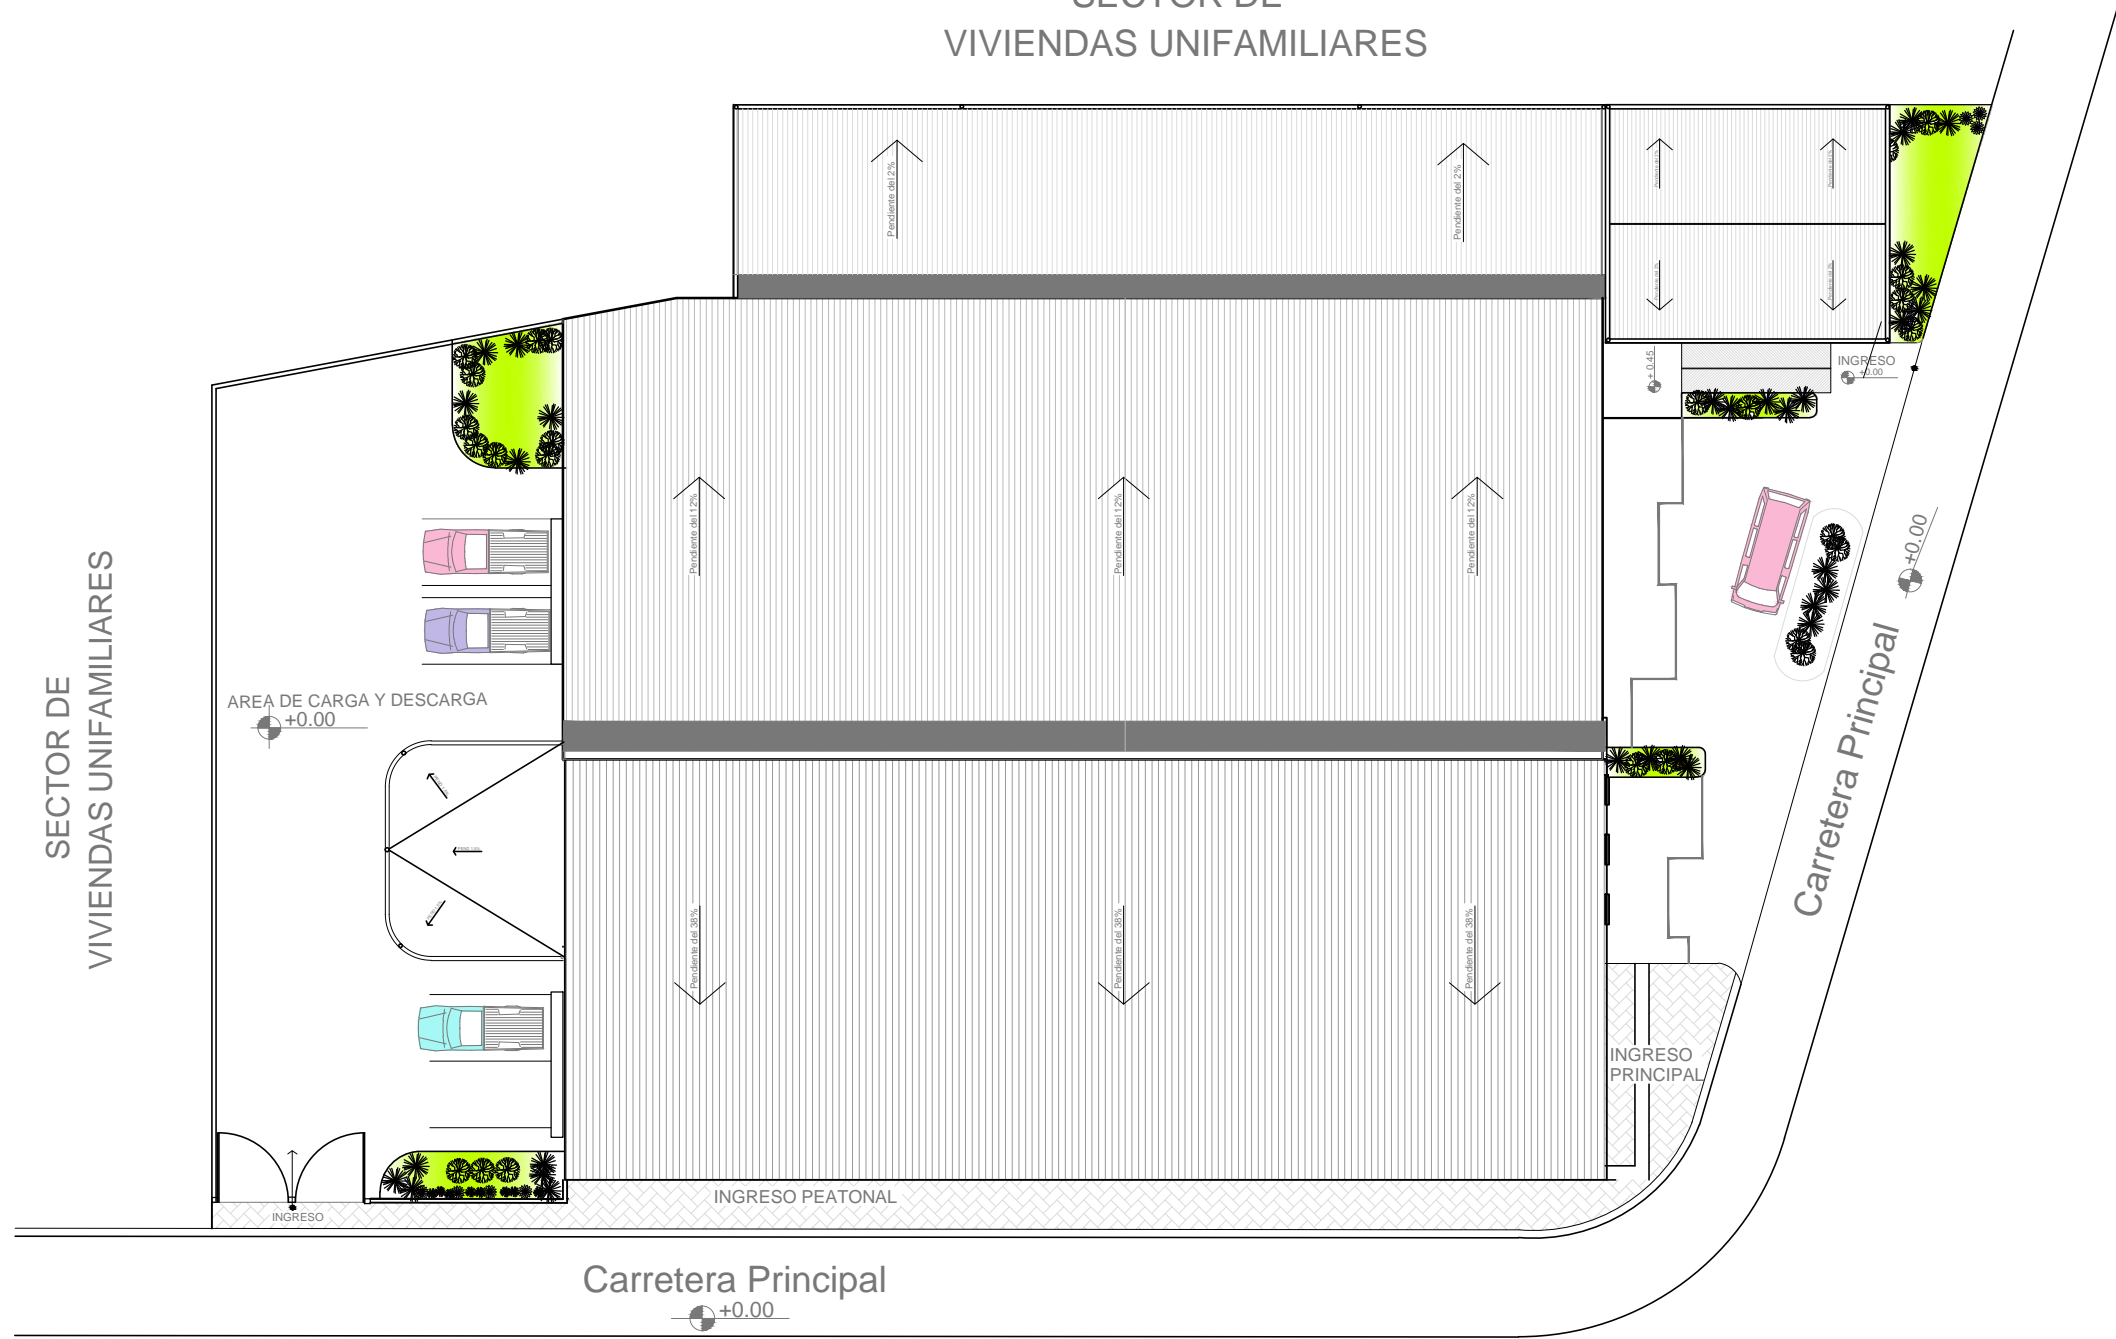 SECTOR DE
VIVIENDAS UNIFAMILIARES
Pendiente del 2%
Pendiente del 2%
INGRESO
+0.00
+ 0.45
Pendiente del 12%
Pendiente del 12%
Pendiente del 12%
+0.00
Carretera Principal
SECTOR DE
VIVIENDAS UNIFAMILIARES
AREA DE CARGA Y DESCARGA
+0.00
Pendiente del 38%
Pendiente del 38%
Pendiente del 38%
INGRESO
PRINCIPAL
INGRESO PEATONAL
INGRESO
Carretera Principal
+0.00